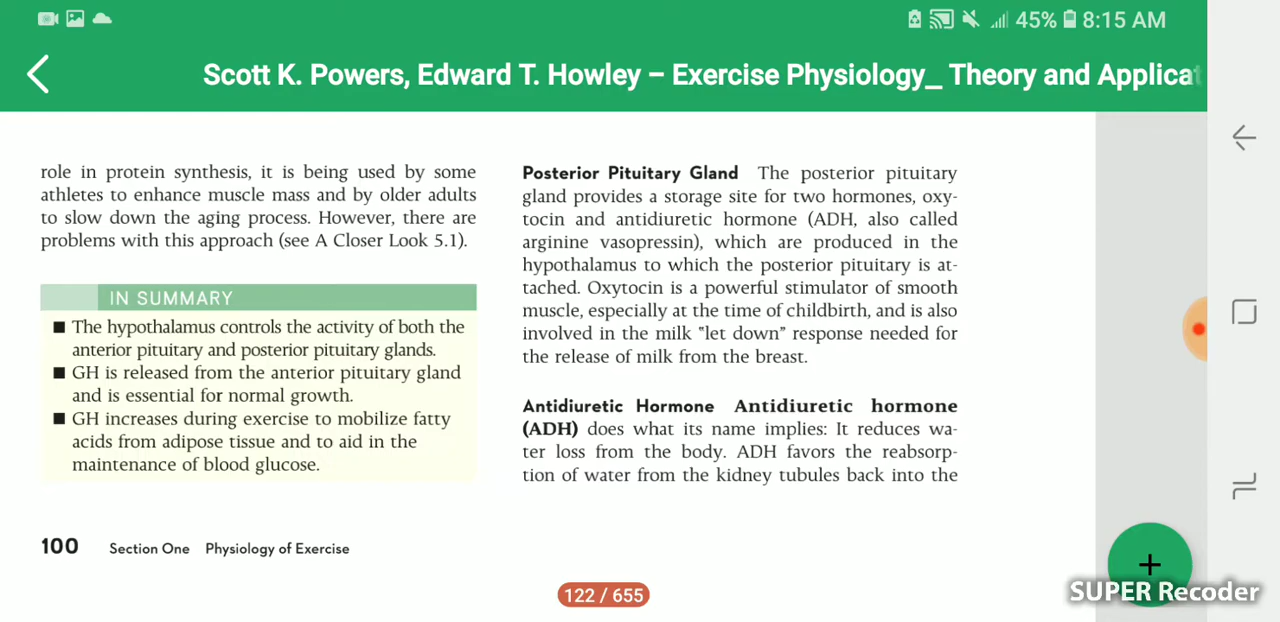 45% 8:15 AM
Scott K. Powers, Edward T. Howley – Exercise Physiology_ Theory and Applicat
role in protein synthesis, it is being used by some
athletes to enhance muscle mass and by older adults
to slow down the aging process. However, there are
problems with this approach (see A Closer Look 5.1).
IN SUMMARY
■ The hypothalamus controls the activity of both the
anterior pituitary and posterior pituitary glands.
■ GH is released from the anterior pituitary gland
and is essential for normal growth.
■ GH increases during exercise to mobilize fatty
acids from adipose tissue and to aid in the
maintenance of blood glucose.
100 Section One Physiology of Exercise
Posterior Pituitary Gland The posterior pituitary
gland provides a storage site for two hormones, oxy-
tocin and antidiuretic hormone (ADH, also called
arginine vasopressin), which are produced in the
hypothalamus to which the posterior pituitary is at-
tached. Oxytocin is a powerful stimulator of smooth
muscle, especially at the time of childbirth, and is also
involved in the milk "let down" response needed for
the release of milk from the breast.
Antidiuretic Hormone Antidiuretic hormone
(ADH) does what its name implies: It reduces wa-
ter loss from the body. ADH favors the reabsorp-
tion of water from the kidney tubules back into the
122 / 655
+
SUPER Recoder